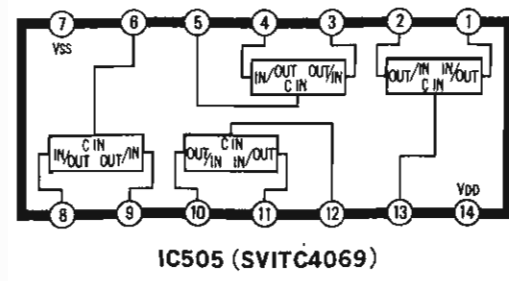 7 6 5 4 3 2 1
VSS
IN/OUT OUT/IN
C IN
OUT/IN IN/OUT
C IN
C IN
IN/OUT OUT/IN
C IN
OUT/IN IN/OUT
VDD
8 9 10 11 12 13 14
IC505 (SVITC4069)